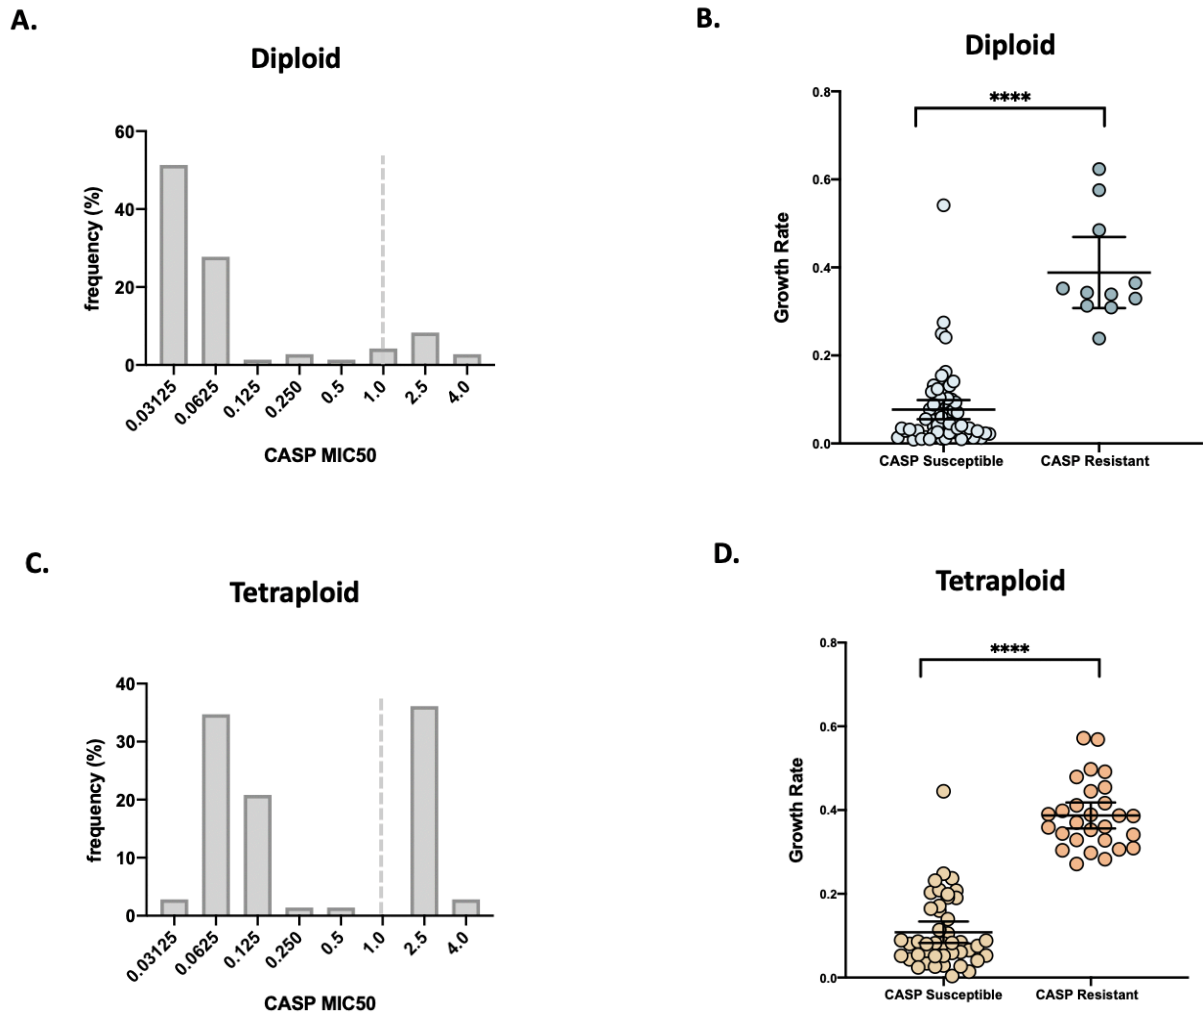 A.
Diploid
60
40
20
0
frequency (%)
0.03125 0.0625 0.125 0.250 0.5 1.0 2.5 4.0
CASP MIC50
B.
Diploid
****
0.8
0.6
0.4
0.2
0.0
Growth Rate
CASP Susceptible CASP Resistant
C.
Tetraploid
40
30
20
10
0
frequency (%)
0.03125 0.0625 0.125 0.250 0.5 1.0 2.5 4.0
CASP MIC50
D.
Tetraploid
****
0.8
0.6
0.4
0.2
0.0
Growth Rate
CASP Susceptible CASP Resistant